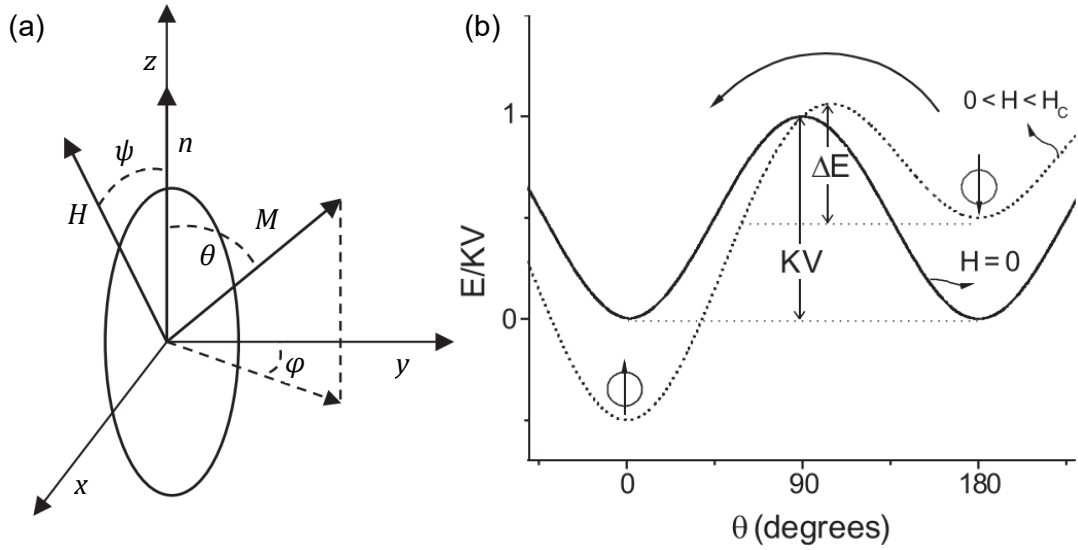 (a)
z
n
ψ
H
θ
M
φ
y
x
(b)
E/KV
1
0
0 < H < H_C
ΔE
KV
H = 0
0
90
180
θ (degrees)